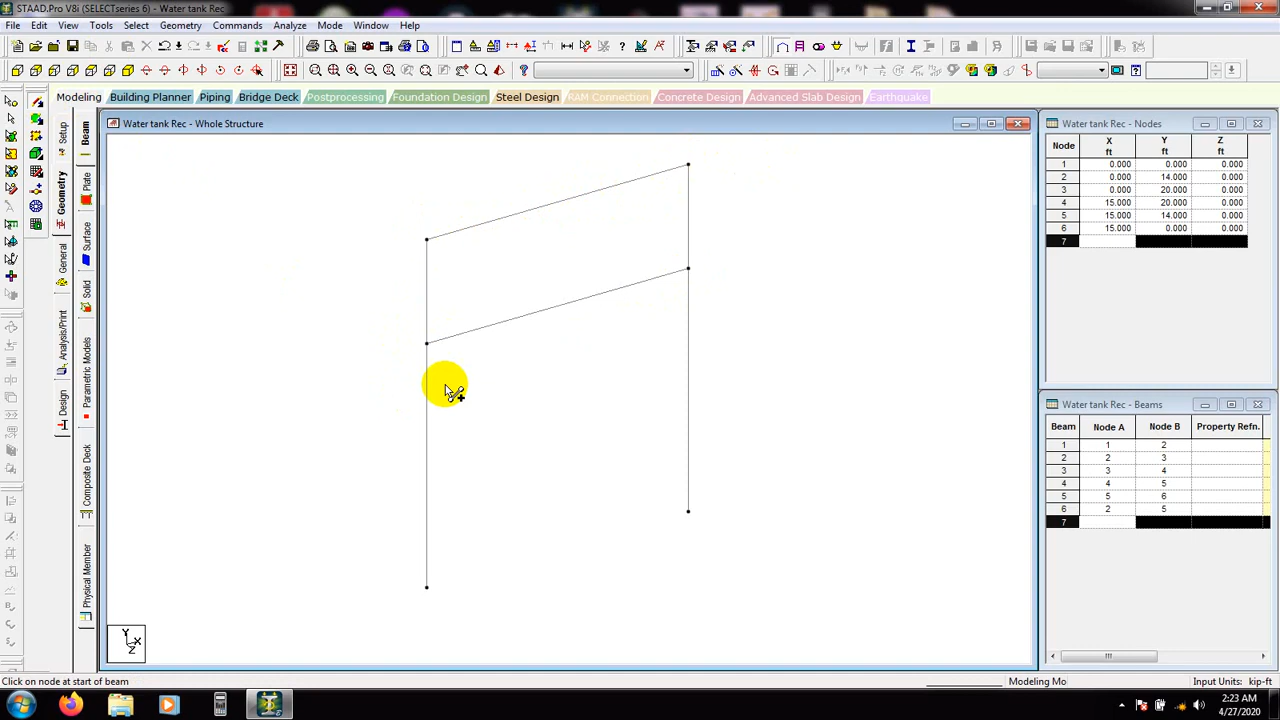 STAAD.Pro V8i (SELECTseries 6) - Water tank Rec
File Edit View Tools Select Geometry Commands Analyze Mode Window Help
Modeling Building Planner Piping Bridge Deck Postprocessing Foundation Design Steel Design RAM Connection Concrete Design Advanced Slab Design Earthquake
Setup
Geometry
General
Analysis/Print
Design
Beam
Plate
Surface
Solid
Parametric Models
Composite Deck
Physical Member
Water tank Rec - Whole Structure
Y
X
Z
Water tank Rec - Nodes
Node X Y Z
ft ft ft
1 0.000 0.000 0.000
2 0.000 14.000 0.000
3 0.000 20.000 0.000
4 15.000 20.000 0.000
5 15.000 14.000 0.000
6 15.000 0.000 0.000
7
Water tank Rec - Beams
Beam Node A Node B Property Refn.
1 1 2
2 2 3
3 3 4
4 4 5
5 5 6
6 2 5
7
Click on node at start of beam
Modeling Mo
Input Units: kip-ft
2:23 AM
4/27/2020